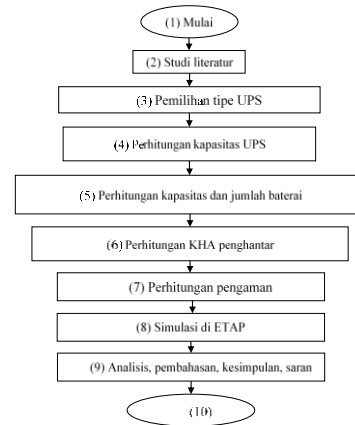 (1) Mulai
(2) Studi literatur
(3) Pemilihan tipe UPS
(4) Perhitungan kapasitas UPS
(5) Perhitungan kapasitas dan jumlah baterai
(6) Perhitungan KHA penghantar
(7) Perhitungan pengaman
(8) Simulasi di ETAP
(9) Analisis, pembahasan, kesimpulan, saran
(10)